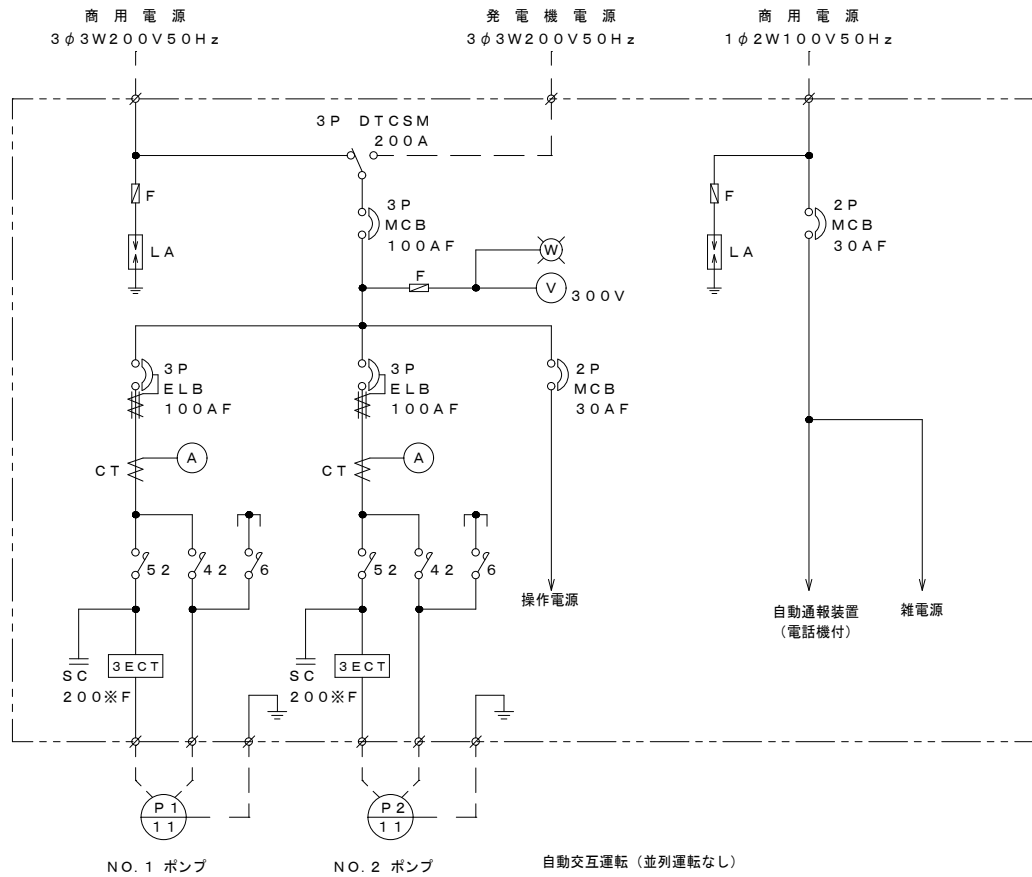 商用電源
3φ3W200V50Hz
発電機電源
3φ3W200V50Hz
商用電源
1φ2W100V50Hz
3P DTCSM
200A
F
LA
3P
MCB
100AF
F
W
V
300V
F
LA
2P
MCB
30AF
3P
ELB
100AF
3P
ELB
100AF
2P
MCB
30AF
CT
A
CT
A
52
42
6
52
42
6
操作電源
自動通報装置
（電話機付）
雑電源
SC
200※F
3ECT
SC
200※F
3ECT
P1
11
P2
11
NO.1 ポンプ
NO.2 ポンプ
自動交互運転（並列運転なし）